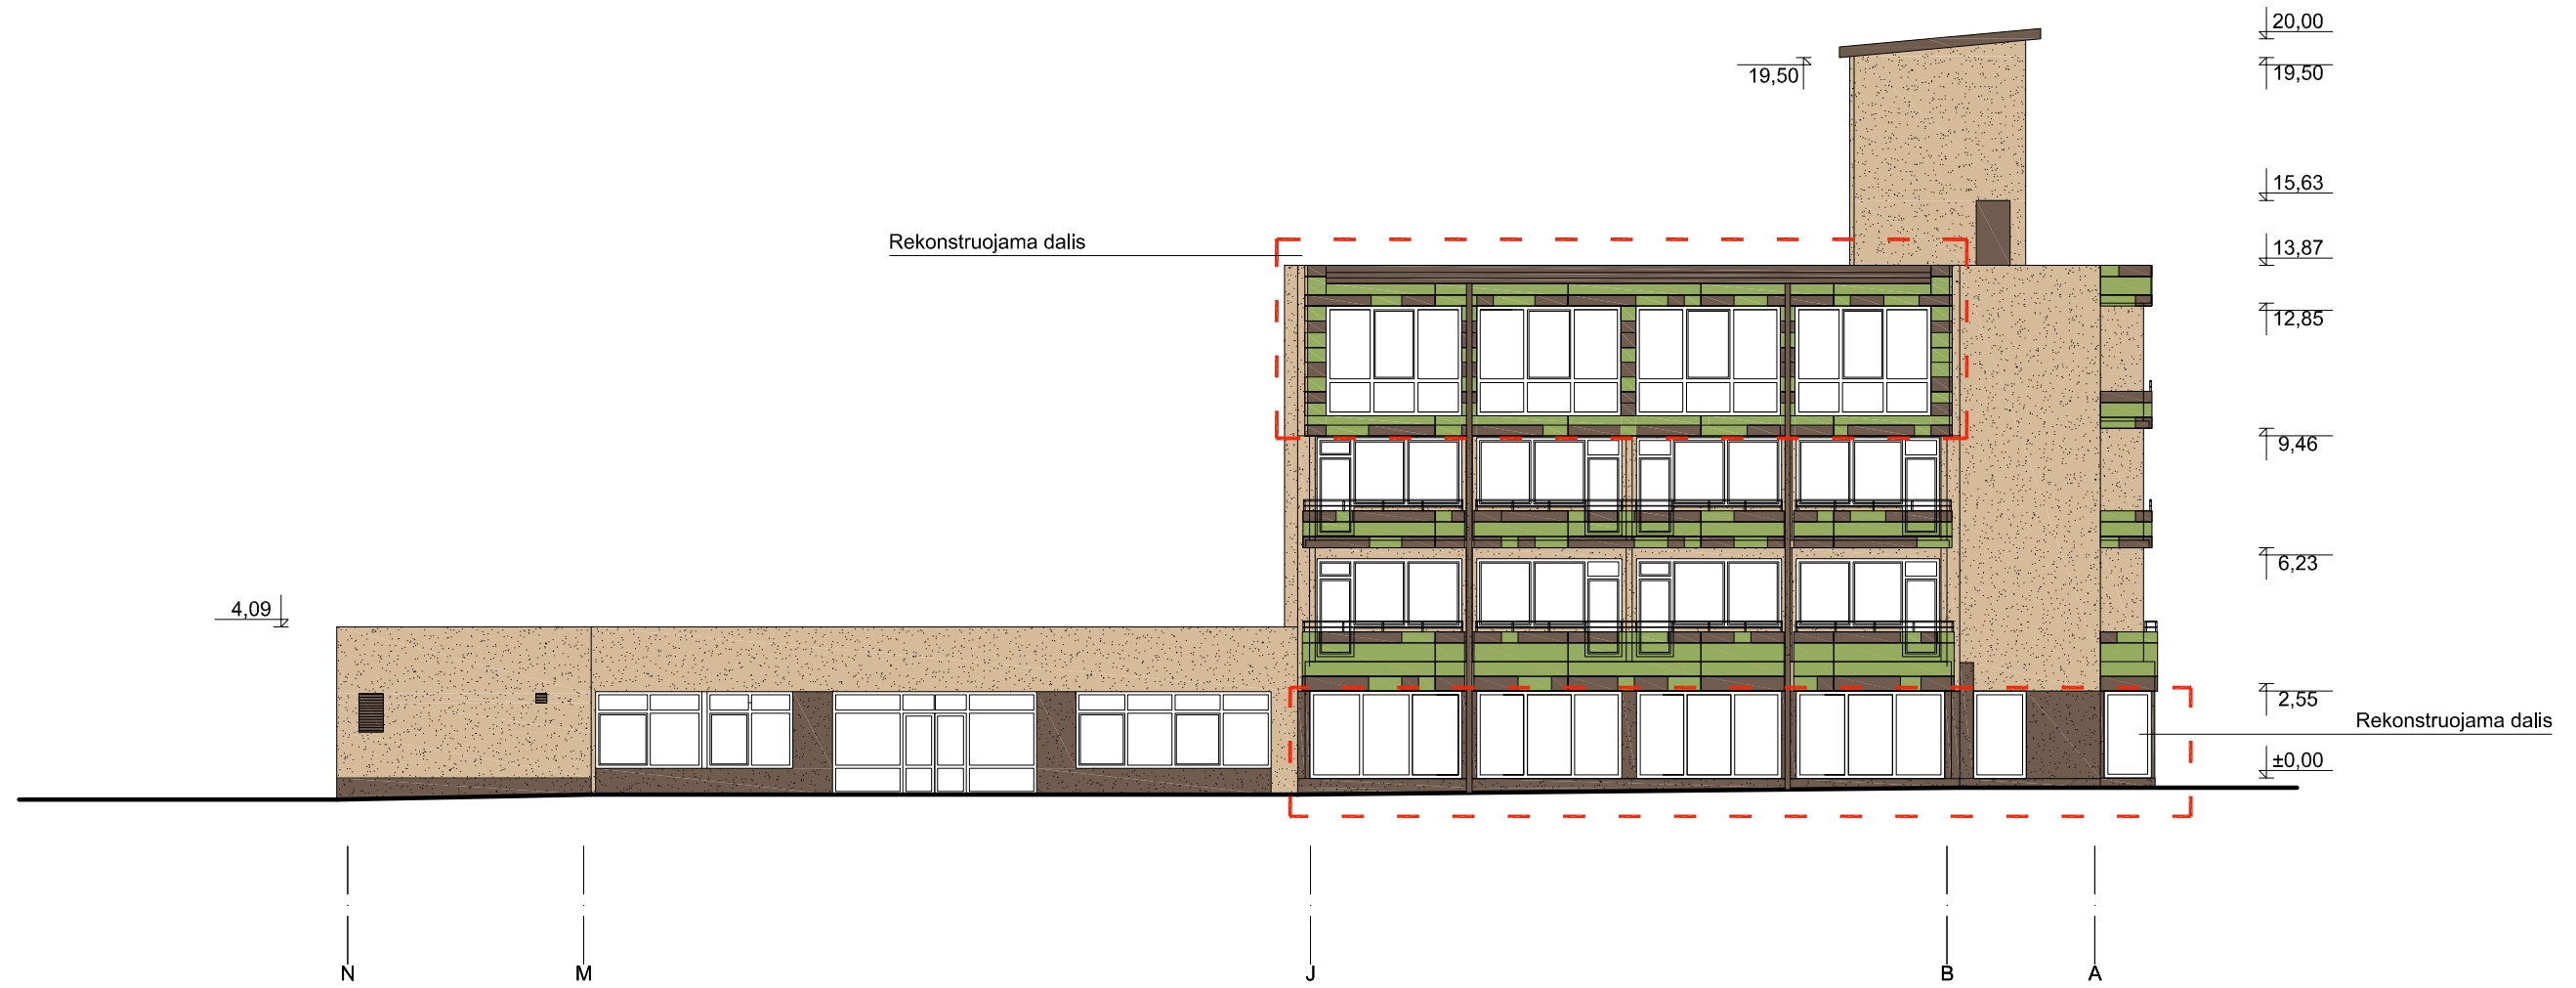 20,00
19,50
19,50
15,63
Rekonstruojama dalis
13,87
12,85
9,46
6,23
4,09
2,55
Rekonstruojama dalis
±0,00
N
M
J
B
A